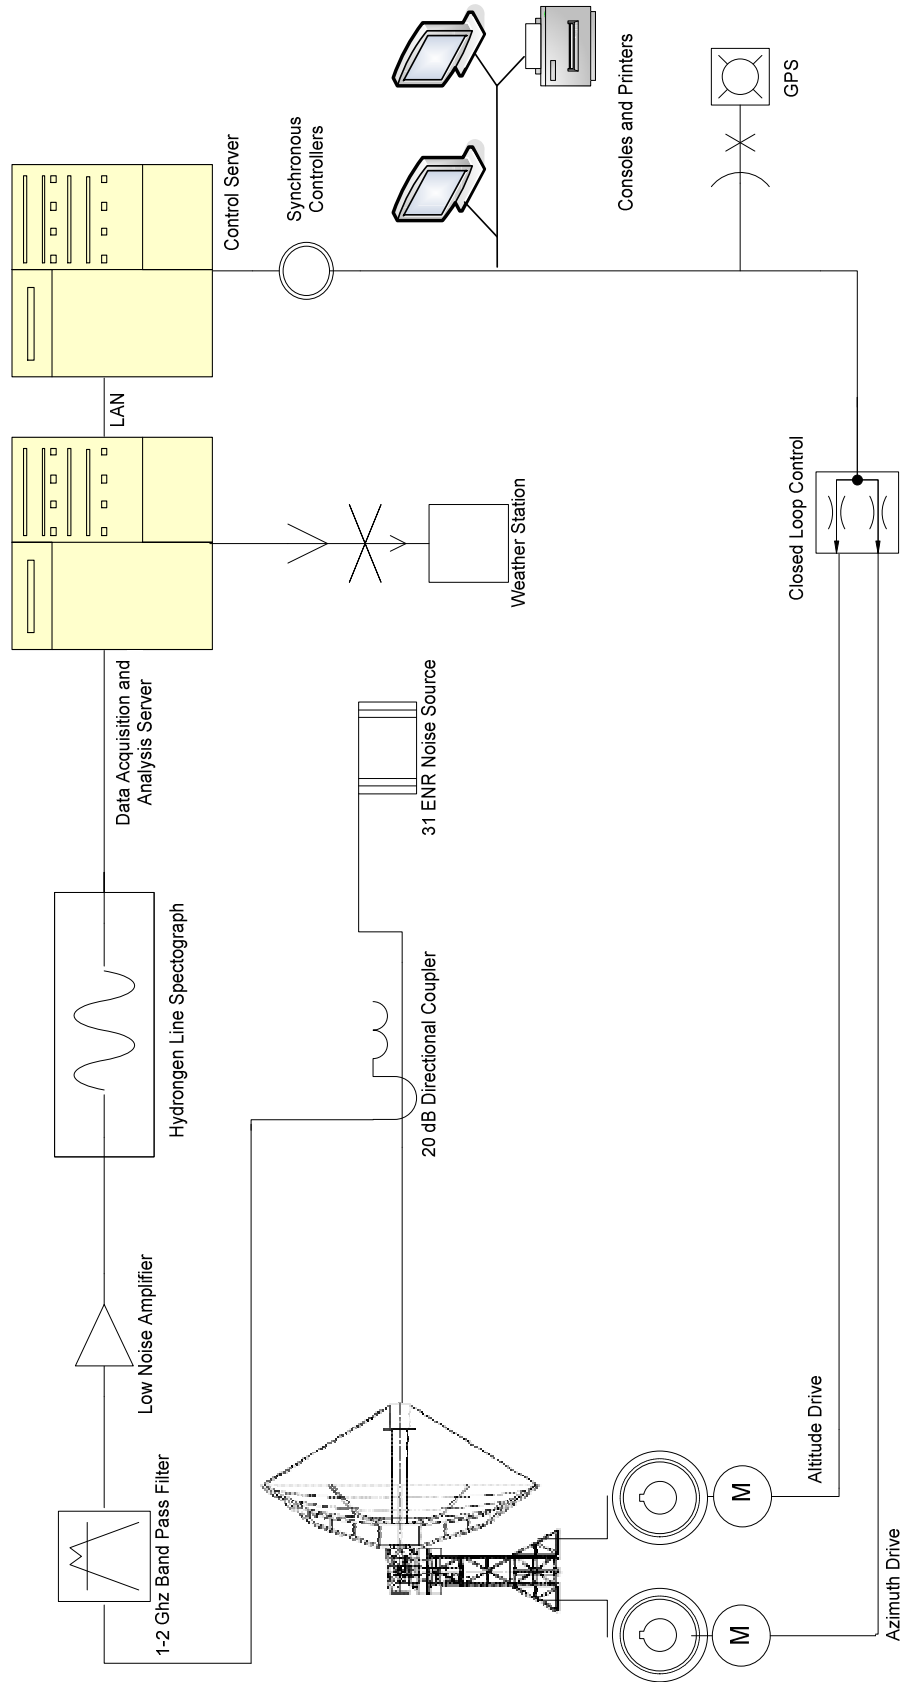 1-2 Ghz Band Pass Filter
Low Noise Amplifier
Hydrongen Line Spectograph
Data Acquisition and
Analysis Server
LAN
Control Server
Synchronous
Controllers
20 dB Directional Coupler
31 ENR Noise Source
Weather Station
Consoles and Printers
GPS
Closed Loop Control
Altitude Drive
Azimuth Drive
M
M